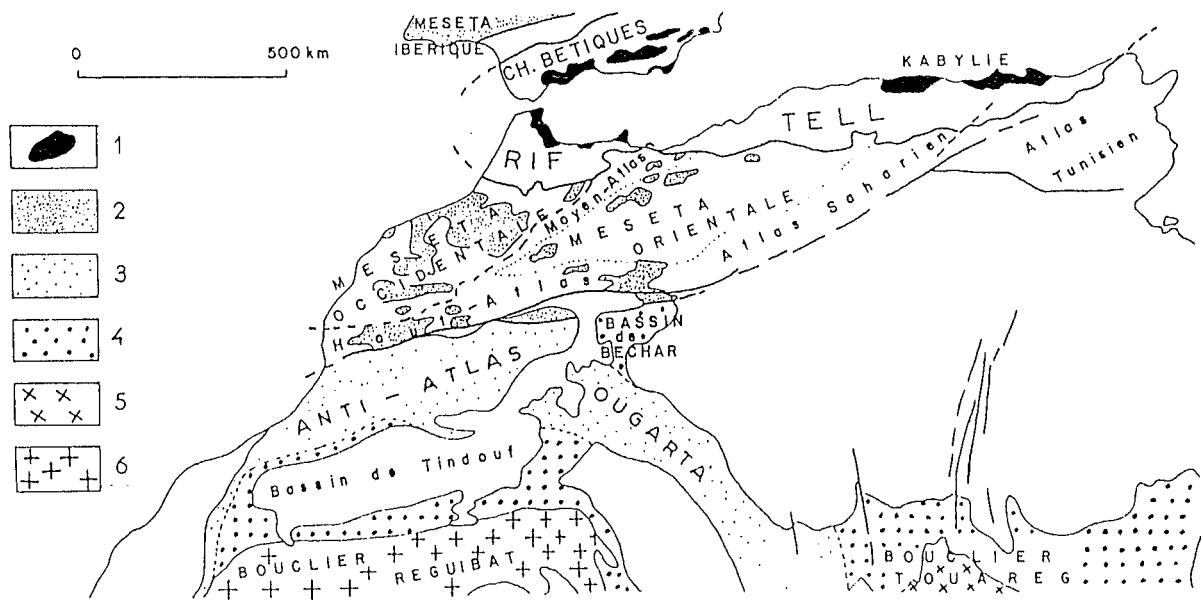 MESETA
IBERIQUE
CH. BETIQUES
0 500 km
KABYLIE
TELL
1
RIF
Atlas
Tunisien
2
Moyen-Atlas
MESETA
OCCIDENTALE
MESETA
ORIENTALE
Atlas Saharien
3
Haut-Atlas
4
BASSIN
de
BECHAR
ANTI-ATLAS
5
OUGARTA
6
Bassin de Tindouf
BOUCLIER
REGUIBAT
BOUCLIER
TOUAREG